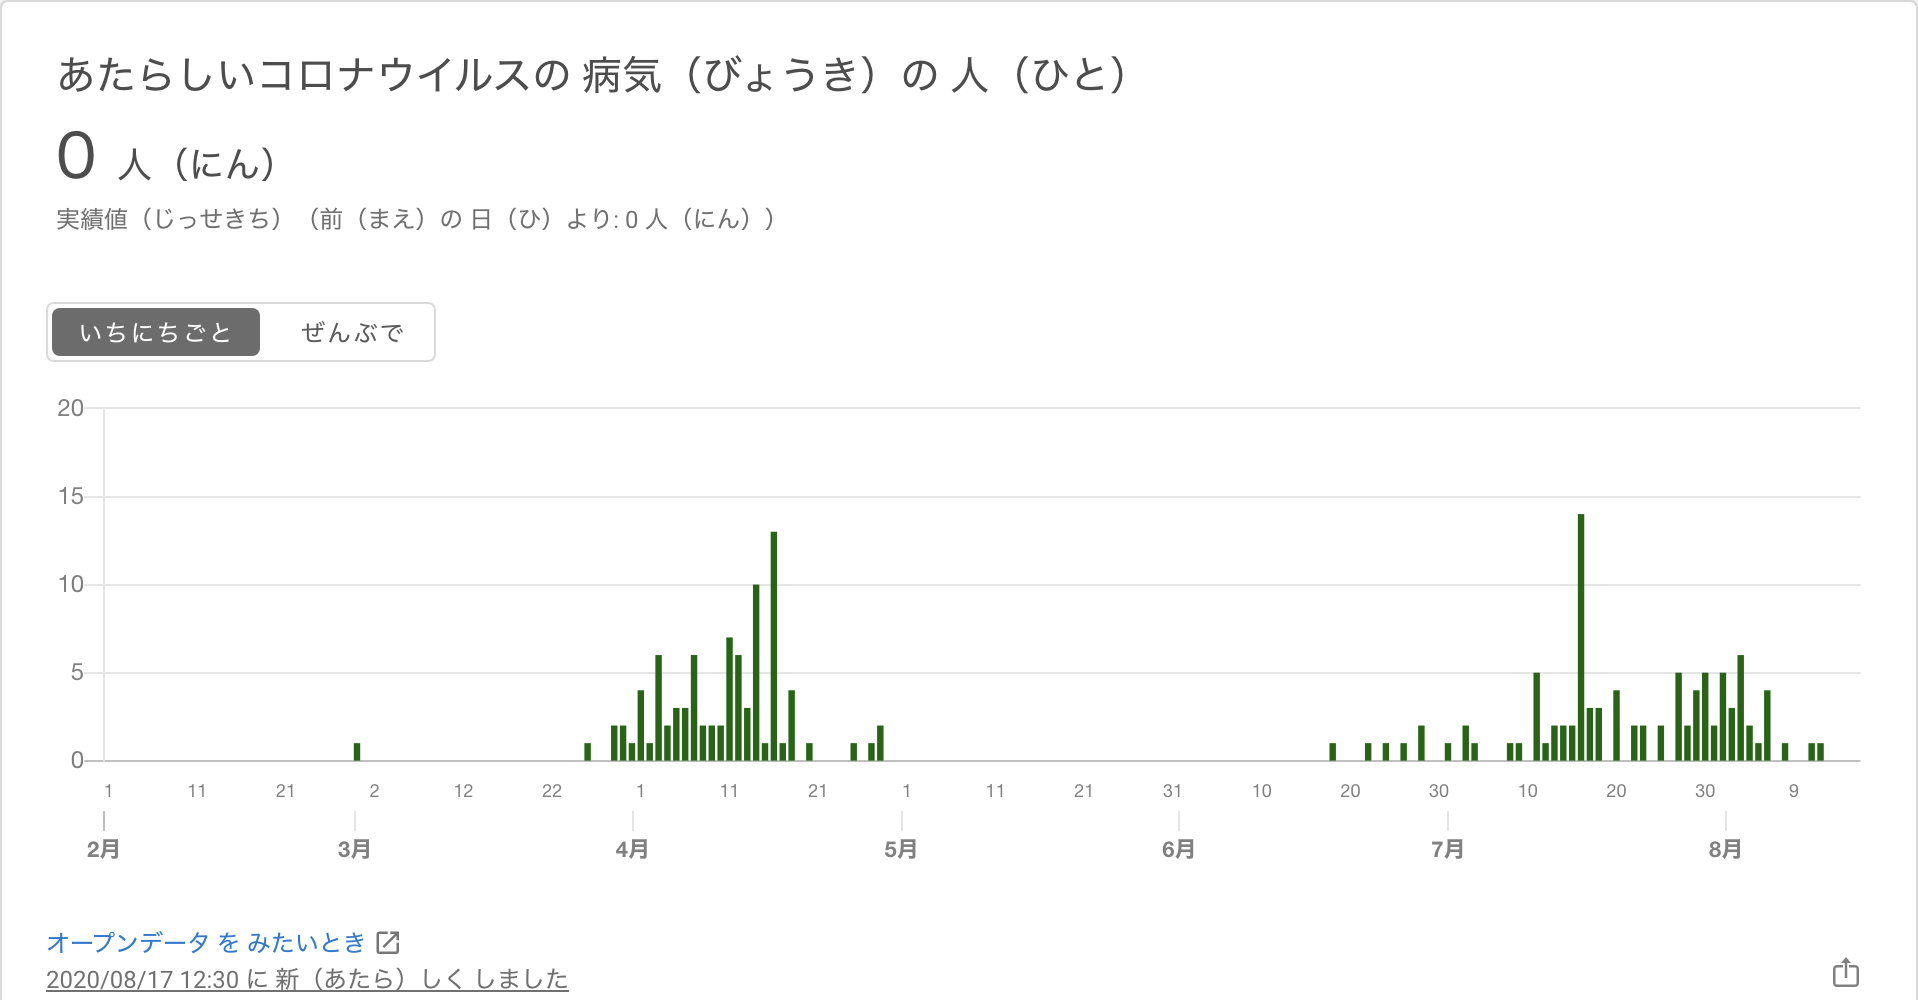 あたらしいコロナウイルスの 病気（びょうき）の 人（ひと）
0 人（にん）
実績値（じっせきち）（前（まえ）の 日（ひ）より: 0 人（にん））
いちにちごと ぜんぶで
20
15
10
5
0
1 11 21 2 12 22 1 11 21 1 11 21 31 10 20 30 10 20 30 9
2月 3月 4月 5月 6月 7月 8月
オープンデータ を みたいとき
2020/08/17 12:30 に 新（あたら）しく しました